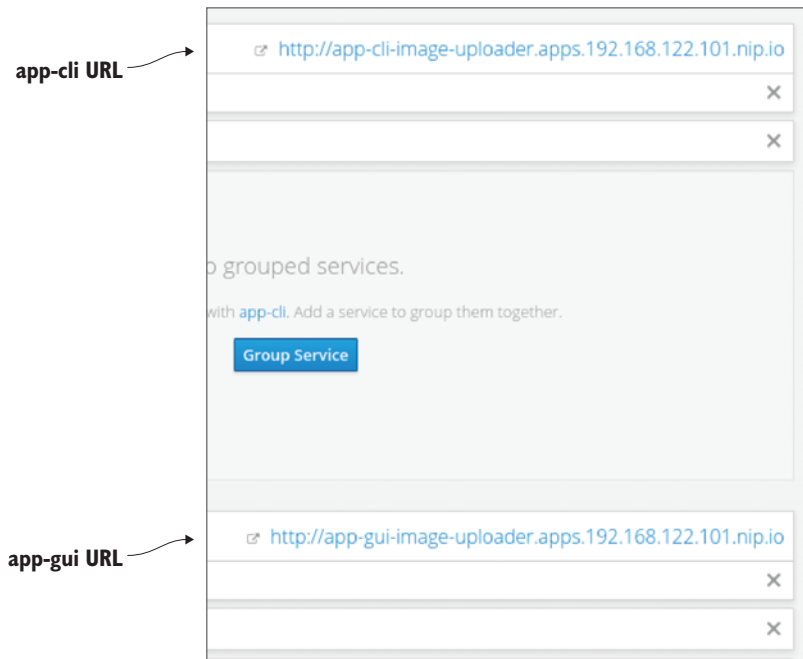 app-cli URL
http://app-cli-image-uploader.apps.192.168.122.101.nip.io
grouped services.
with app-cli. Add a service to group them together.
Group Service
app-gui URL
http://app-gui-image-uploader.apps.192.168.122.101.nip.io